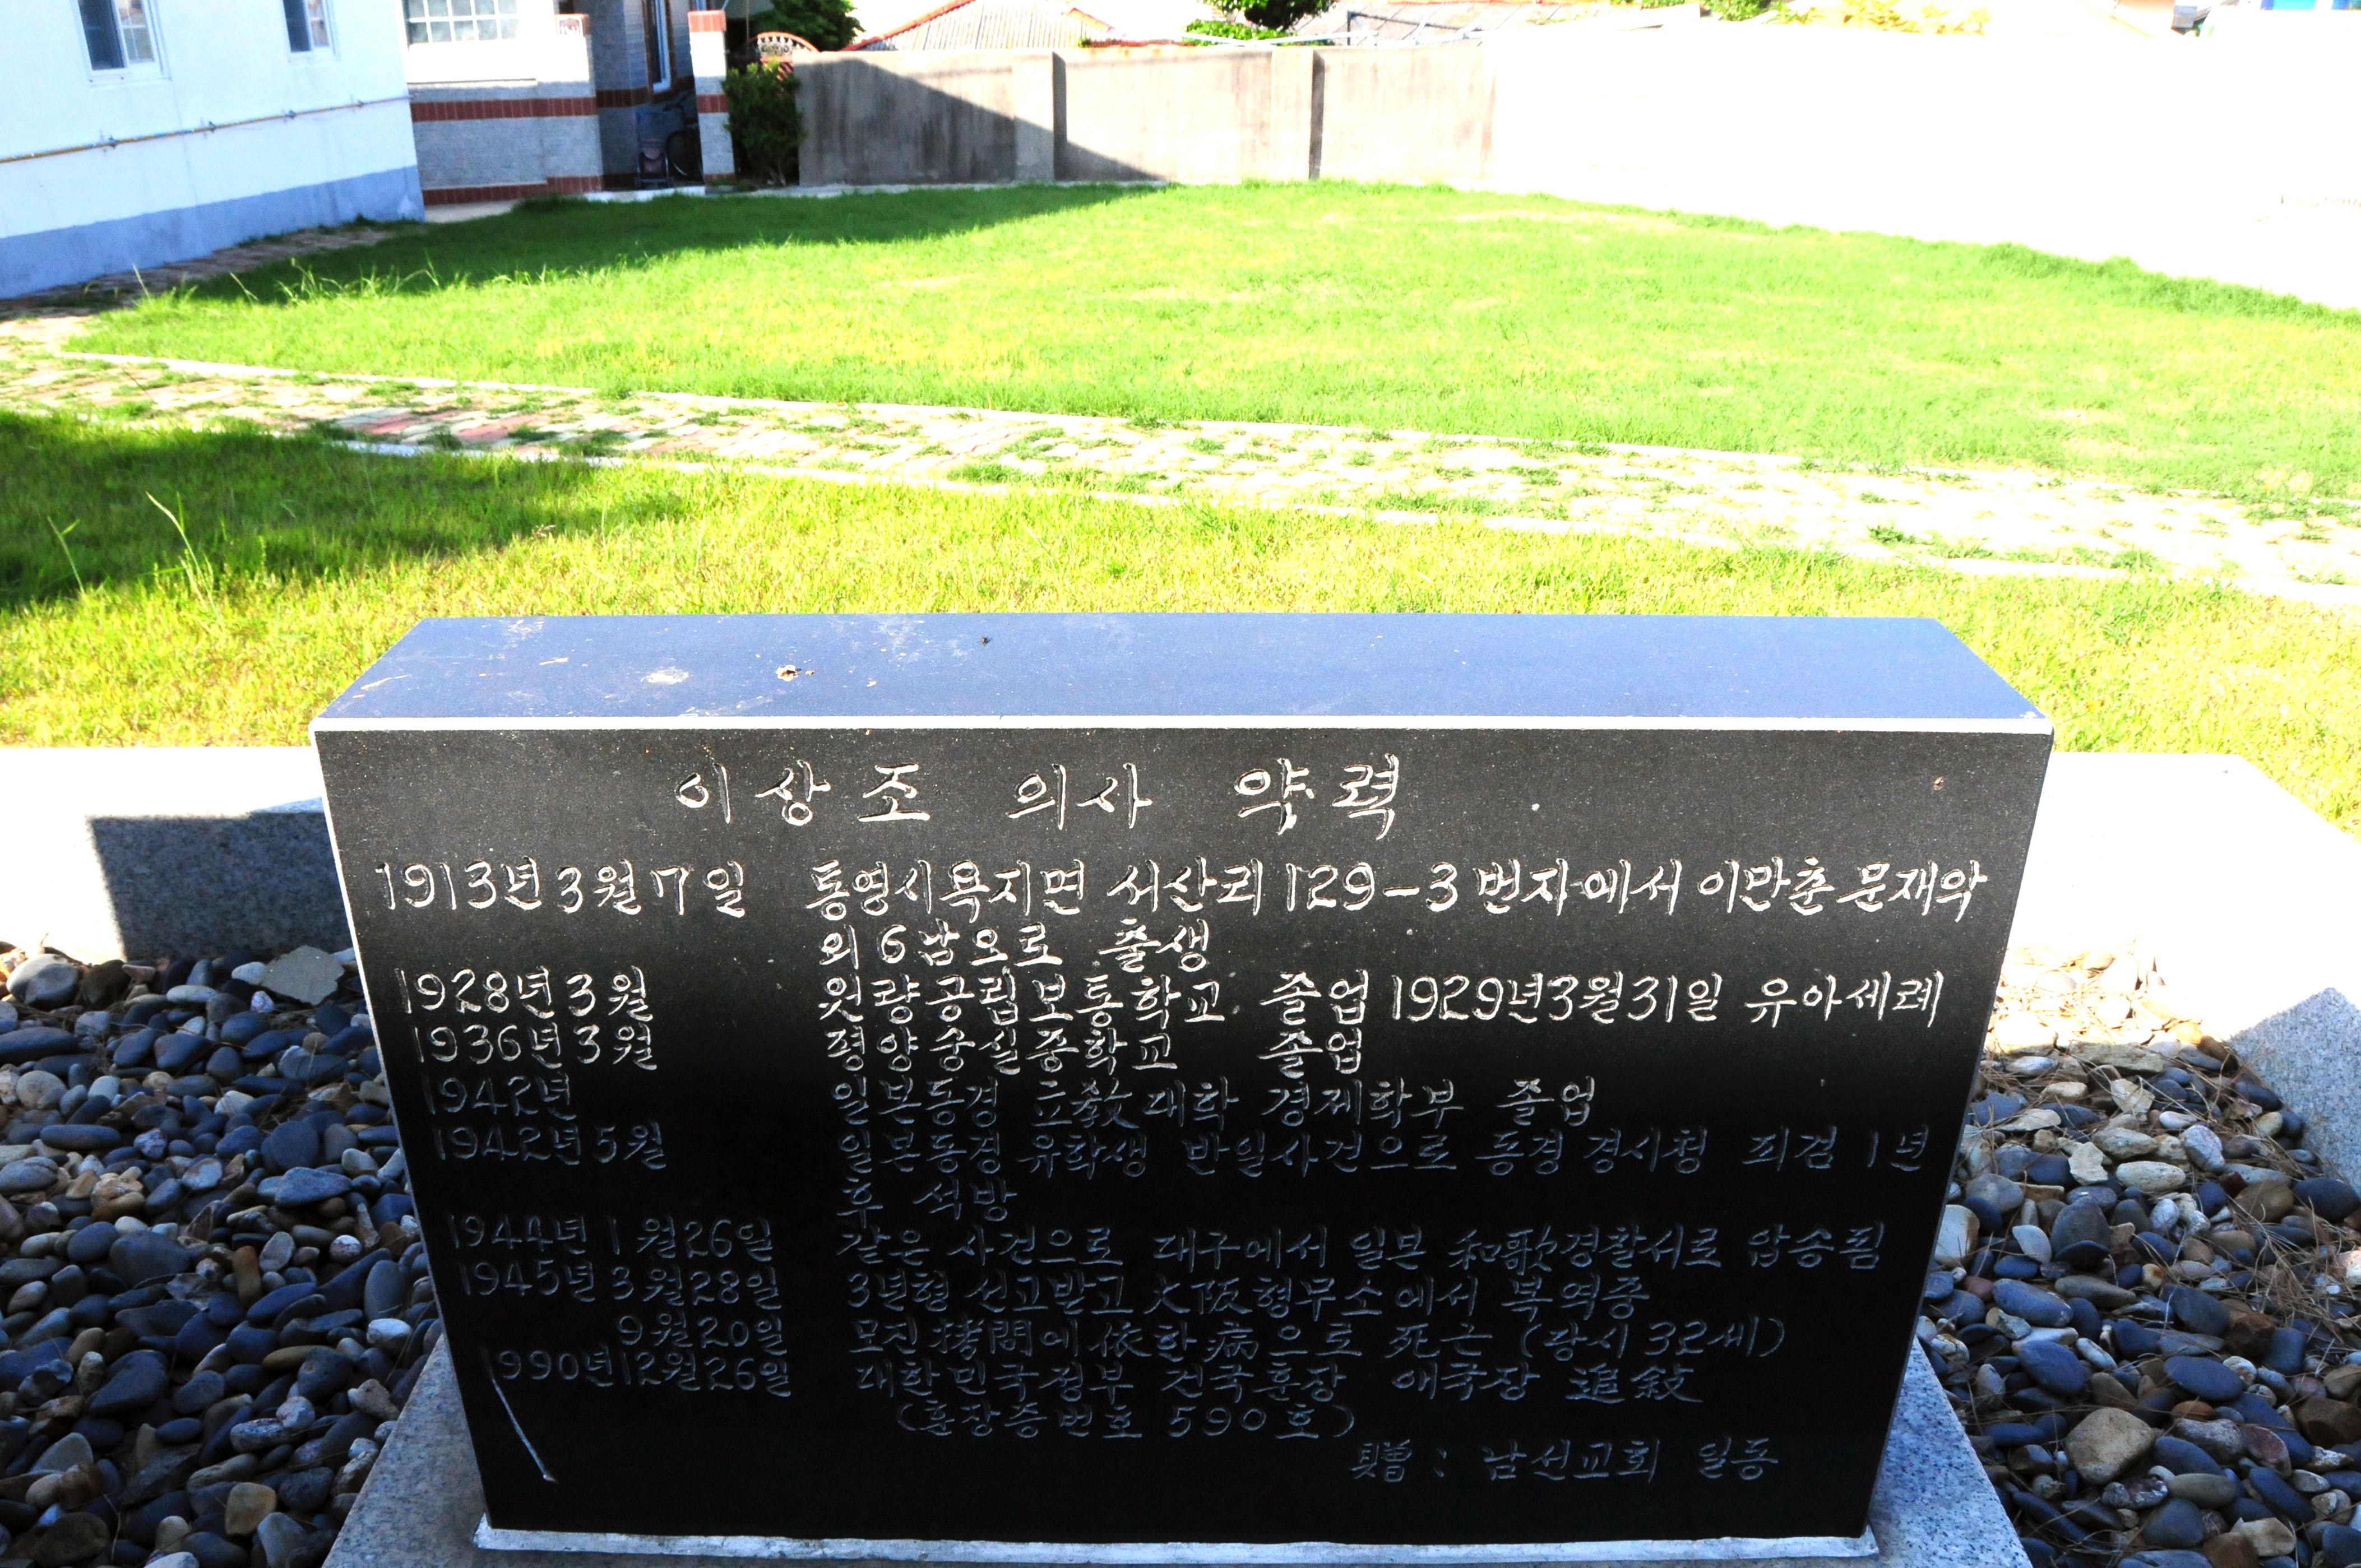 이상조 의사 약력
1913년 3월 7일 통영시욕지면 서산리 129-3 번지에서 이만춘 문재악
의 6남으로 출생
1928년 3월 원량공립보통학교 졸업 1929년3월31일 유아세례
1936년 3월 평양숭실중학교 졸업
1942년 일본동경 立敎大학 경제학부 졸업
1942년 5월 일본동경 유학생 반일사건으로 동경 경시청 피검 1년
후 석방
1944년 1월26일 같은 사건으로 대구에서 일본 和歌경찰서로 압송됨
1945년 3월28일 3년형 선고받고 大阪형무소에서 복역중
9월20일 모진 拷問에 依한 病으로 死亡 (당시 32세)
1990년12월26일 대한민국정부 건국훈장 애국장 追敍
(훈장증번호 590호)
贈 : 남선교회 일동